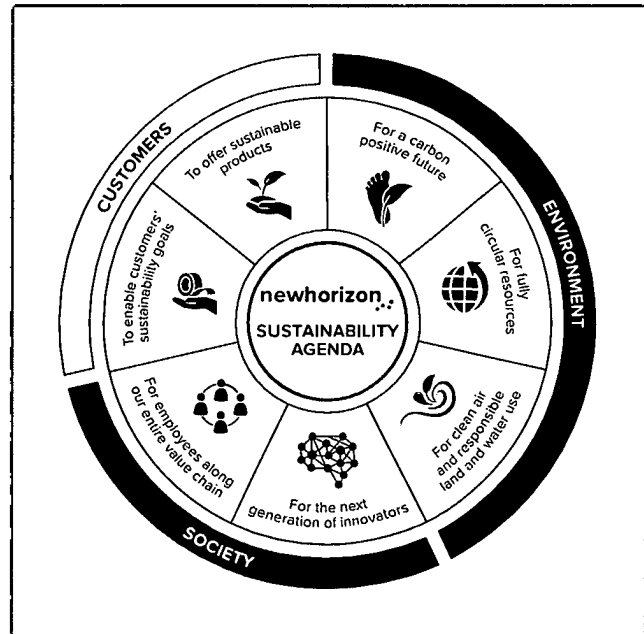 newhorizon
SUSTAINABILITY
AGENDA
CUSTOMERS
To offer sustainable
products
To enable customers'
sustainability goals
ENVIRONMENT
For a carbon
positive future
For fully
circular resources
For clean air
and responsible
land and water use
SOCIETY
For the next
generation of innovators
For employees along
our entire value chain